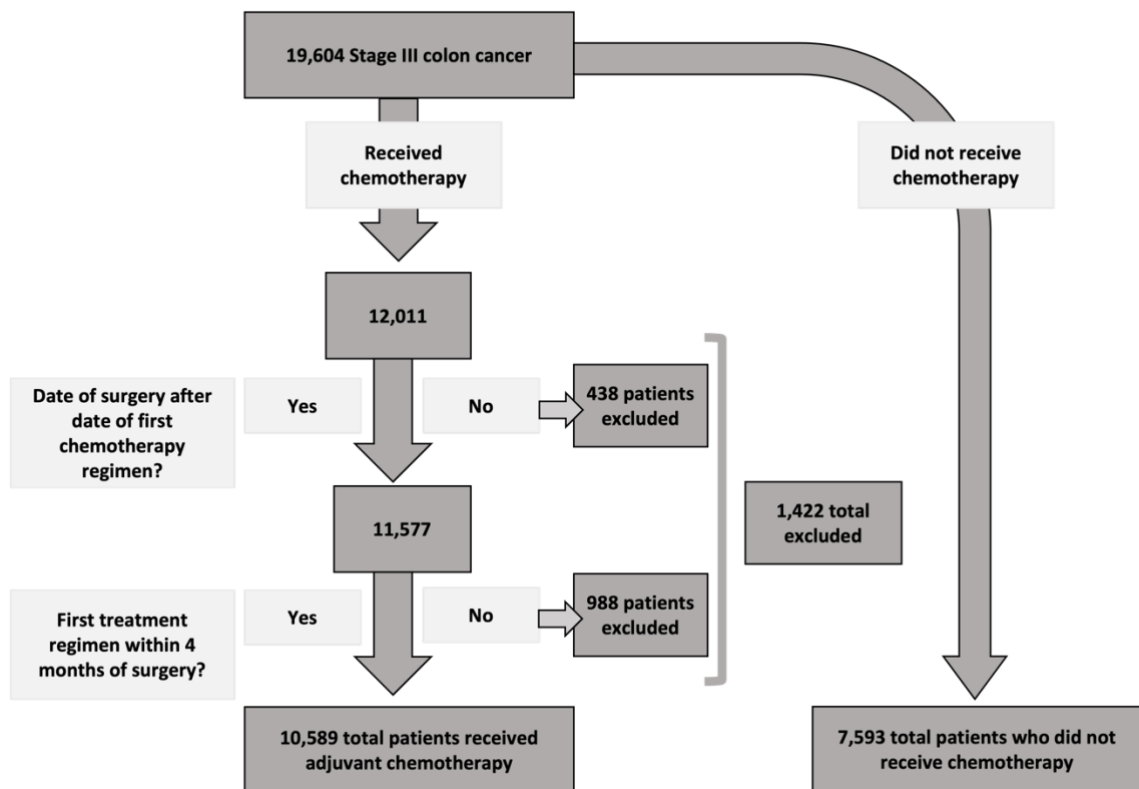 19,604 Stage III colon cancer
Received
chemotherapy
Did not receive
chemotherapy
12,011
Date of surgery after
date of first
chemotherapy
regimen?
Yes
No
438 patients
excluded
11,577
1,422 total
excluded
First treatment
regimen within 4
months of surgery?
Yes
No
988 patients
excluded
10,589 total patients received
adjuvant chemotherapy
7,593 total patients who did not
receive chemotherapy